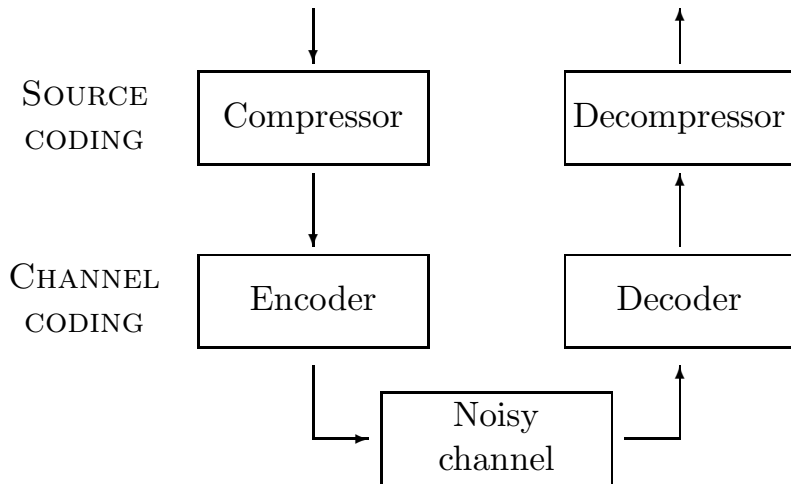 SOURCE
CODING
Compressor
Decompressor
CHANNEL
CODING
Encoder
Decoder
Noisy
channel